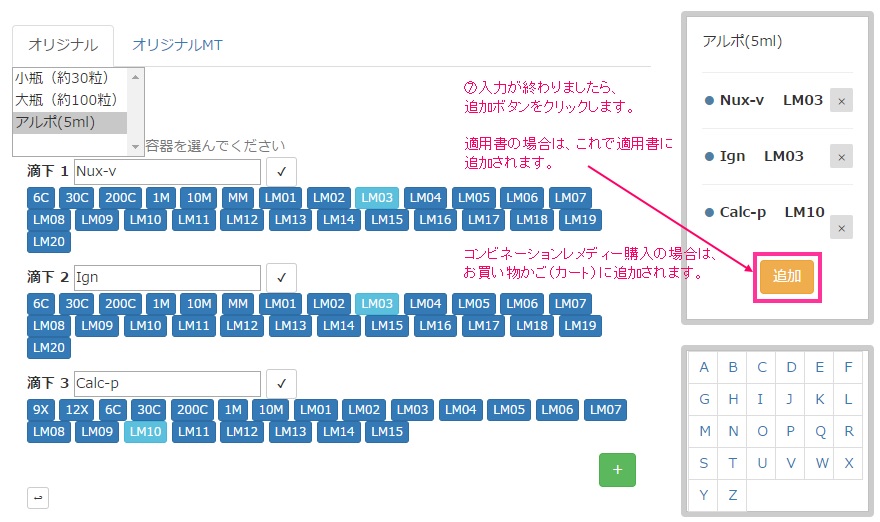 オリジナル オリジナルMT
小瓶（約30粒）
大瓶（約100粒）
アルポ(5ml)
容器を選んでください
滴下 1 Nux-v ✓
6C 30C 200C 1M 10M MM LM01 LM02 LM03 LM04 LM05 LM06 LM07
LM08 LM09 LM10 LM11 LM12 LM13 LM14 LM15 LM16 LM17 LM18 LM19
LM20
滴下 2 Ign ✓
6C 30C 200C 1M 10M MM LM01 LM02 LM03 LM04 LM05 LM06 LM07
LM08 LM09 LM10 LM11 LM12 LM13 LM14 LM15 LM16 LM17 LM18 LM19
LM20
滴下 3 Calc-p ✓
9X 12X 6C 30C 200C 1M 10M LM01 LM02 LM03 LM04 LM05 LM06 LM07
LM08 LM09 LM10 LM11 LM12 LM13 LM14 LM15
+
↩
⑦入力が終わりましたら、
追加ボタンをクリックします。
適用書の場合は、これで適用書に
追加されます。
コンビネーションレメディー購入の場合は、
お買い物かご（カート）に追加されます。
アルポ(5ml)
Nux-v LM03 ×
Ign LM03 ×
Calc-p LM10
×
追加
A B C D E F
G H I J K L
M N O P Q R
S T U V W X
Y Z